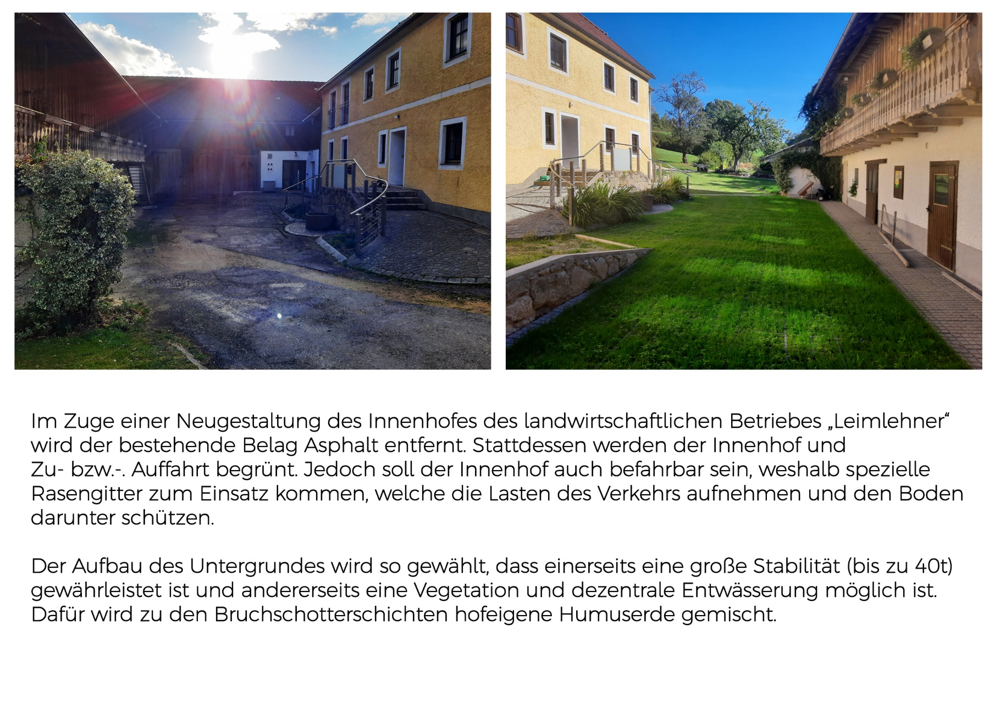 Im Zuge einer Neugestaltung des Innenhofes des landwirtschaftlichen Betriebes „Leimlehner“
wird der bestehende Belag Asphalt entfernt. Stattdessen werden der Innenhof und
Zu- bzw.-. Auffahrt begrünt. Jedoch soll der Innenhof auch befahrbar sein, weshalb spezielle
Rasengitter zum Einsatz kommen, welche die Lasten des Verkehrs aufnehmen und den Boden
darunter schützen.
Der Aufbau des Untergrundes wird so gewählt, dass einerseits eine große Stabilität (bis zu 40t)
gewährleistet ist und andererseits eine Vegetation und dezentrale Entwässerung möglich ist.
Dafür wird zu den Bruchschotterschichten hofeigene Humuserde gemischt.